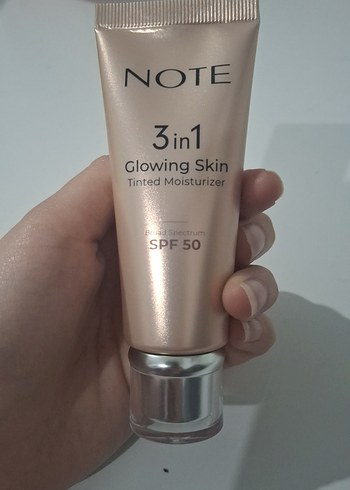 NOTE
3in1
Glowing Skin
Tinted Moisturizer
Broad Spectrum
SPF 50